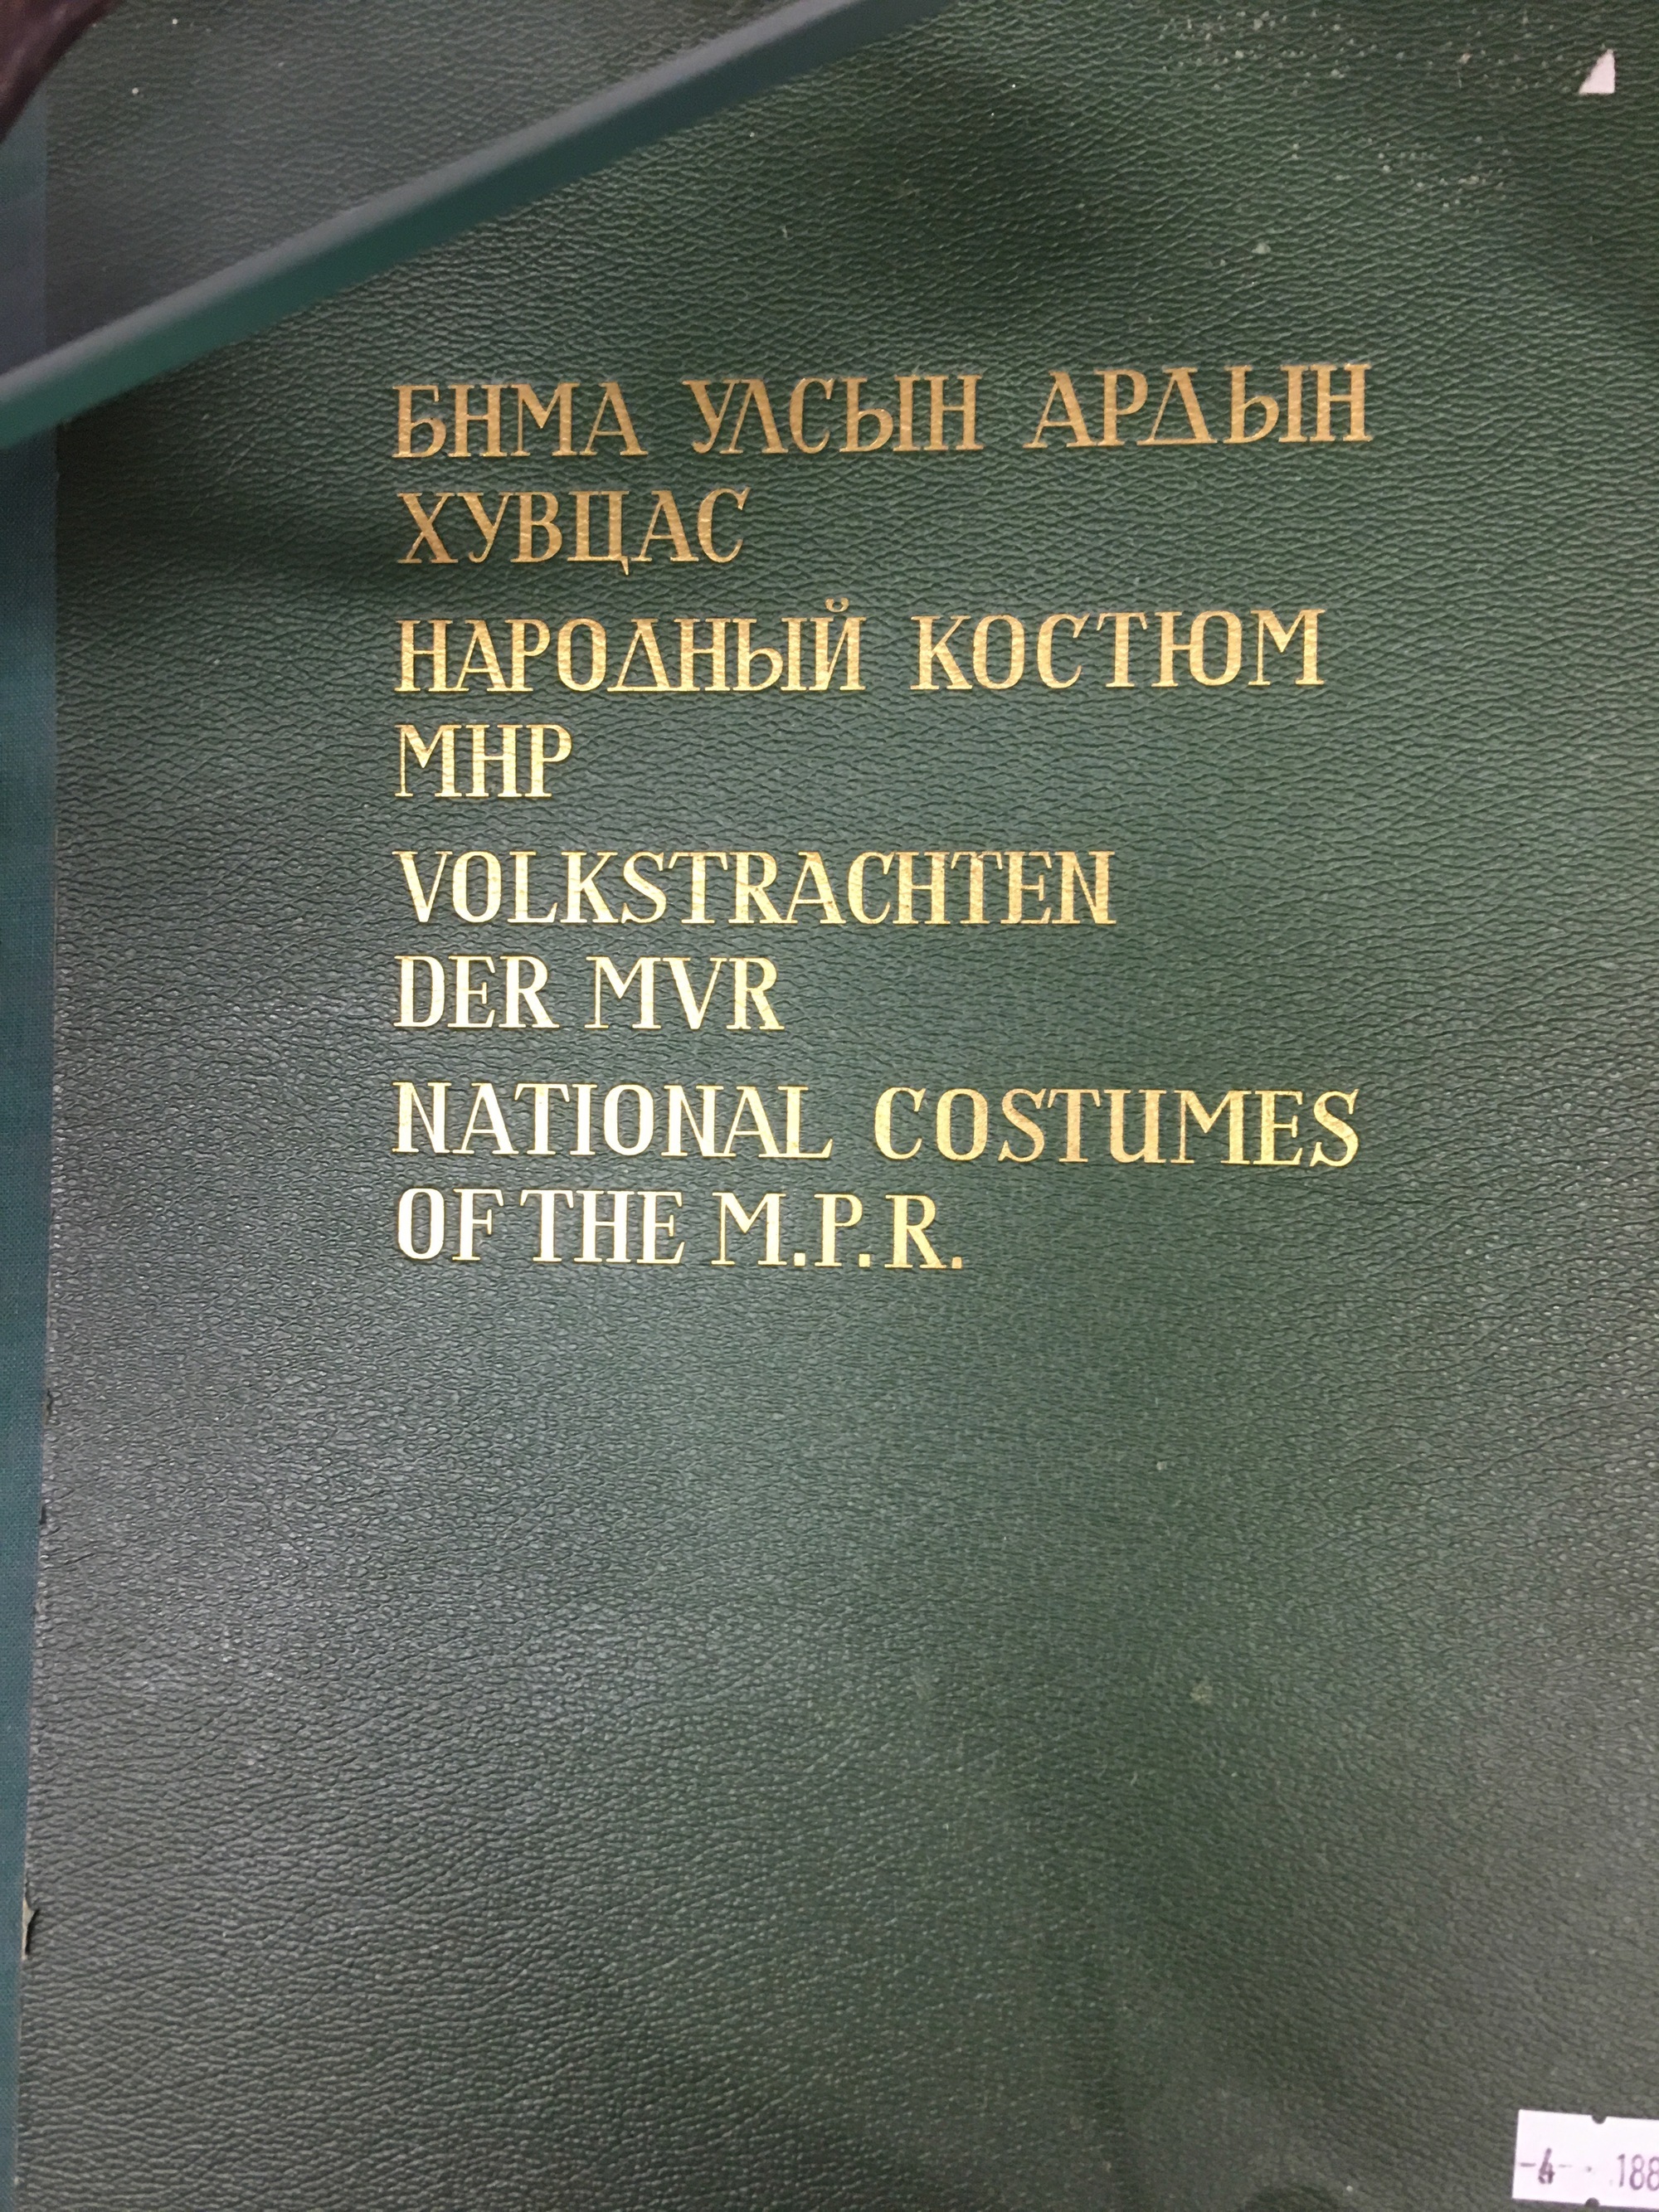 БНМА УЛСЫН АРДЫН
ХУВЦАС
НАРОДНЫЙ КОСТЮМ
МНР
VOLKSTRACHTEN
DER MVR
NATIONAL COSTUMES
OF THE M.P.R.